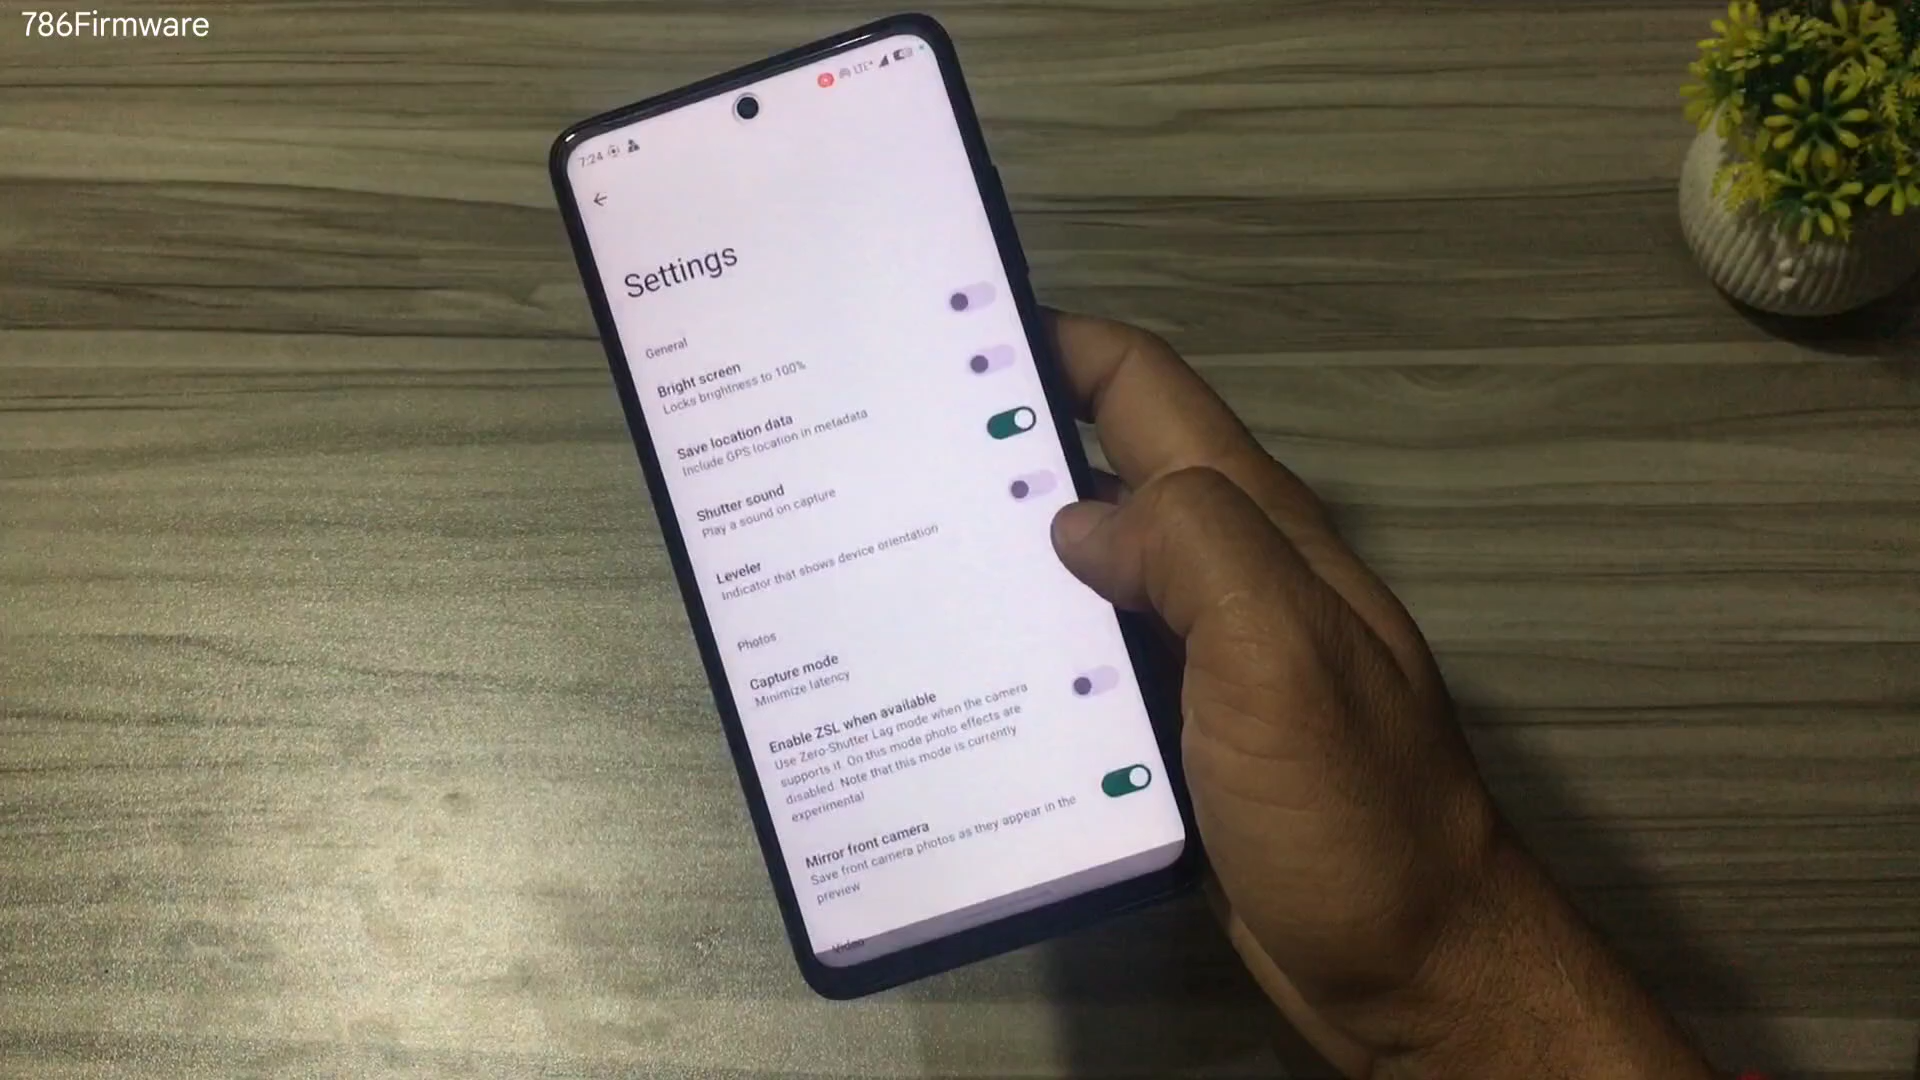 786Firmware
7:24
LTE+
Settings
General
Bright screen
Locks brightness to 100%
Save location data
Include GPS location in metadata
Shutter sound
Play a sound on capture
Leveler
Indicator that shows device orientation
Photos
Capture mode
Minimize latency
Enable ZSL when available
Use Zero-Shutter Lag mode when the camera
supports it. On this mode photo effects are
disabled. Note that this mode is currently
experimental
Mirror front camera
Save front camera photos as they appear in the
preview
Video